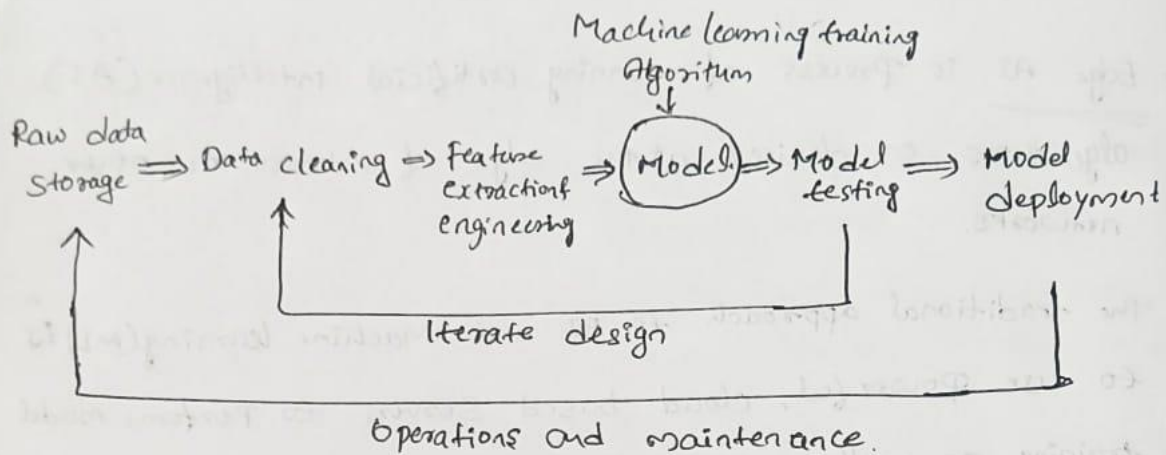 Machine learning training
Algoritum
Raw data
storage
Data cleaning
Feature
extraction &
engineering
Model
Model
testing
Model
deployment
Iterate design
Operations and maintenance.